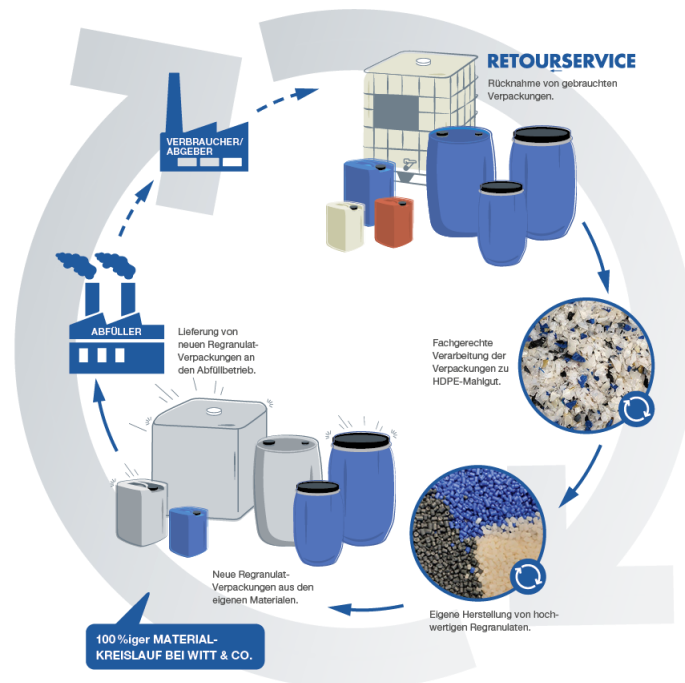 RETOURSERVICE
Rücknahme von gebrauchten
Verpackungen.
VERBRAUCHER/
ABGEBER
ABFÜLLER
Lieferung von
neuen Regranulat-
Verpackungen an
den Abfüllbetrieb.
Fachgerechte
Verarbeitung der
Verpackungen zu
HDPE-Mahlgut.
Neue Regranulat-
Verpackungen aus den
eigenen Materialen.
Eigene Herstellung von hoch-
wertigen Regranulaten.
100 %iger MATERIAL-
KREISLAUF BEI WITT & CO.